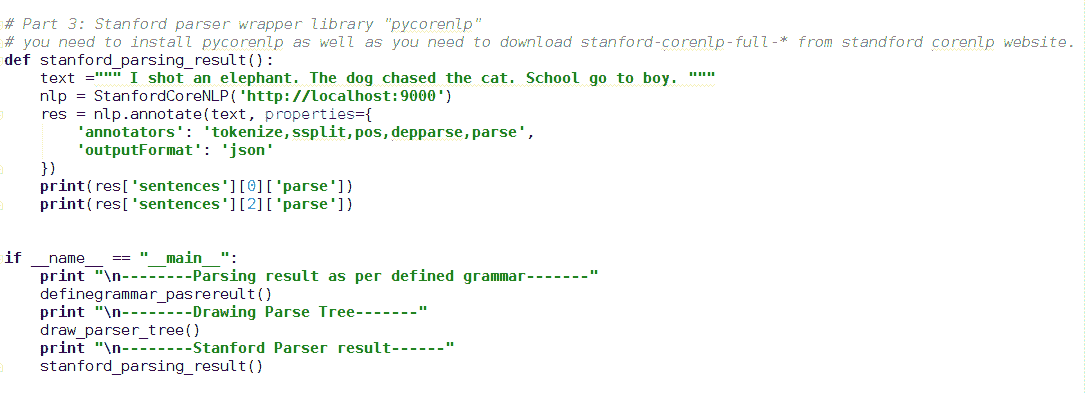 # Part 3: Stanford parser wrapper library "pycorenlp"
# you need to install pycorenlp as well as you need to download stanford-corenlp-full-* from standford corenlp website.
def stanford_parsing_result():
    text =""" I shot an elephant. The dog chased the cat. School go to boy. """
    nlp = StanfordCoreNLP('http://localhost:9000')
    res = nlp.annotate(text, properties={
        'annotators': 'tokenize,ssplit,pos,depparse,parse',
        'outputFormat': 'json'
    })
    print(res['sentences'][0]['parse'])
    print(res['sentences'][2]['parse'])
if __name__ == "__main__":
    print "\n--------Parsing result as per defined grammar-------"
    definegrammar_pasrereult()
    print "\n--------Drawing Parse Tree-------"
    draw_parser_tree()
    print "\n--------Stanford Parser result------"
    stanford_parsing_result()